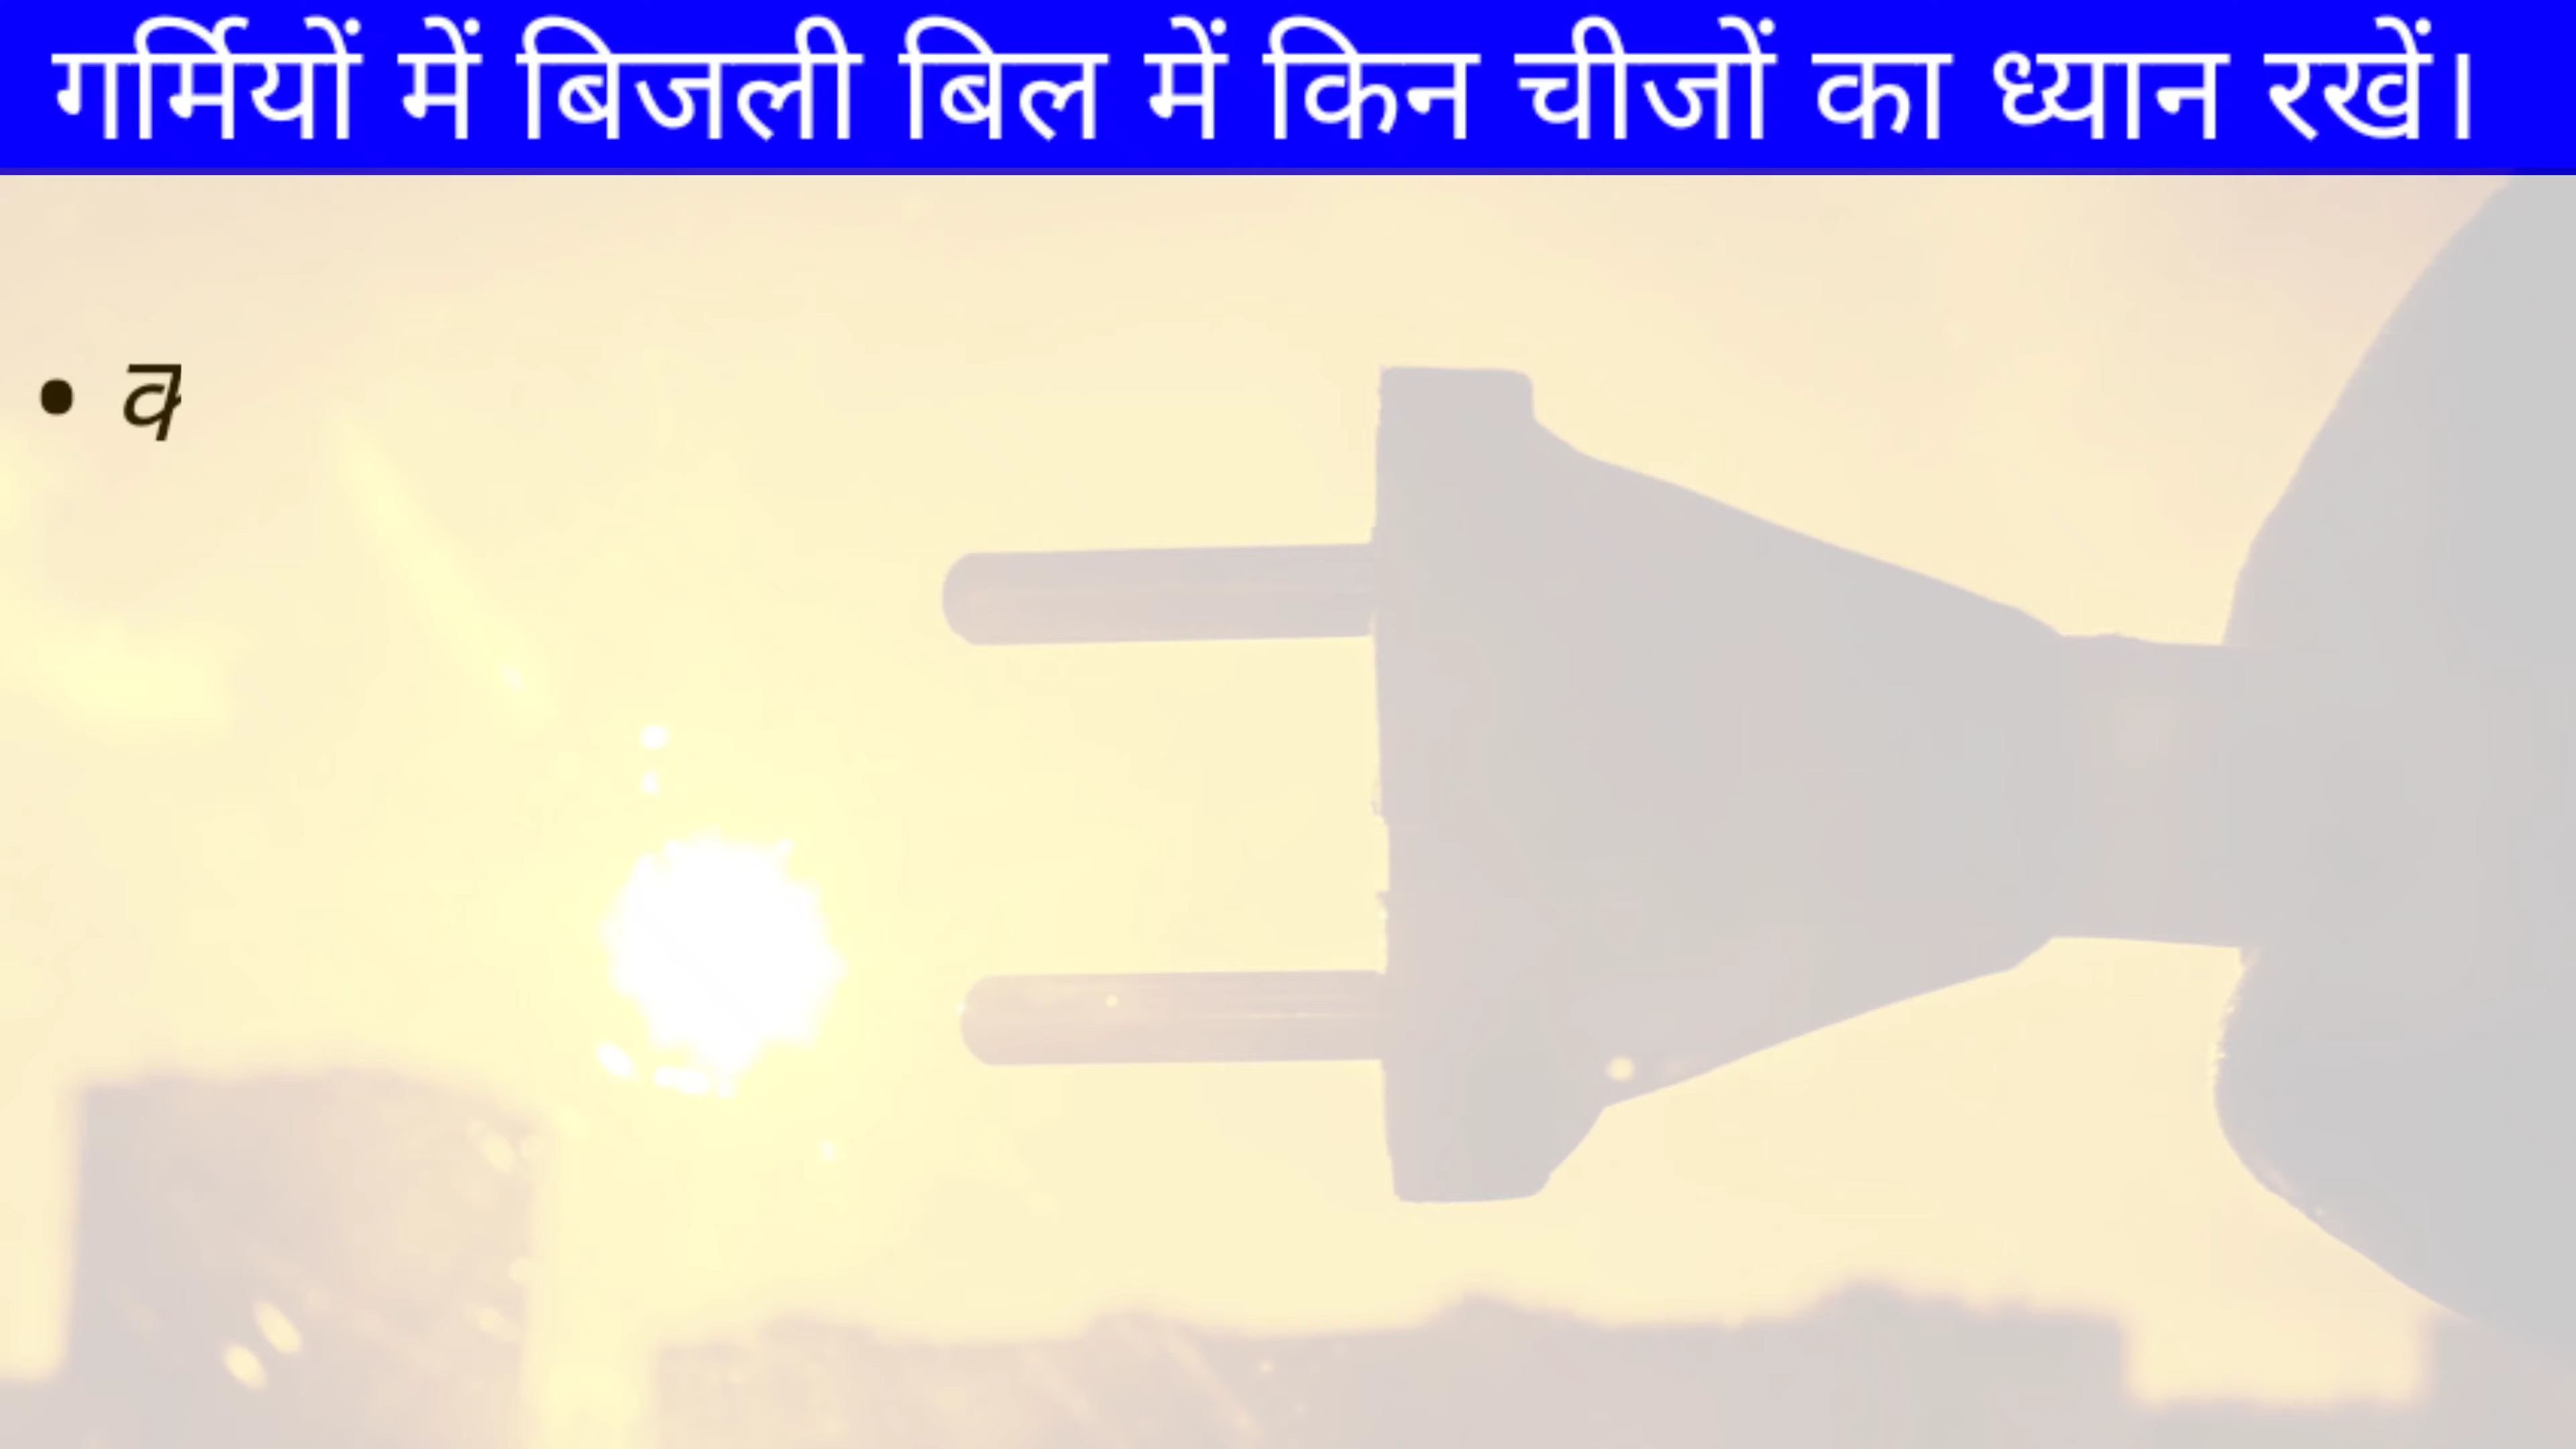 गर्मियों में बिजली बिल में किन चीजों का ध्यान रखें।